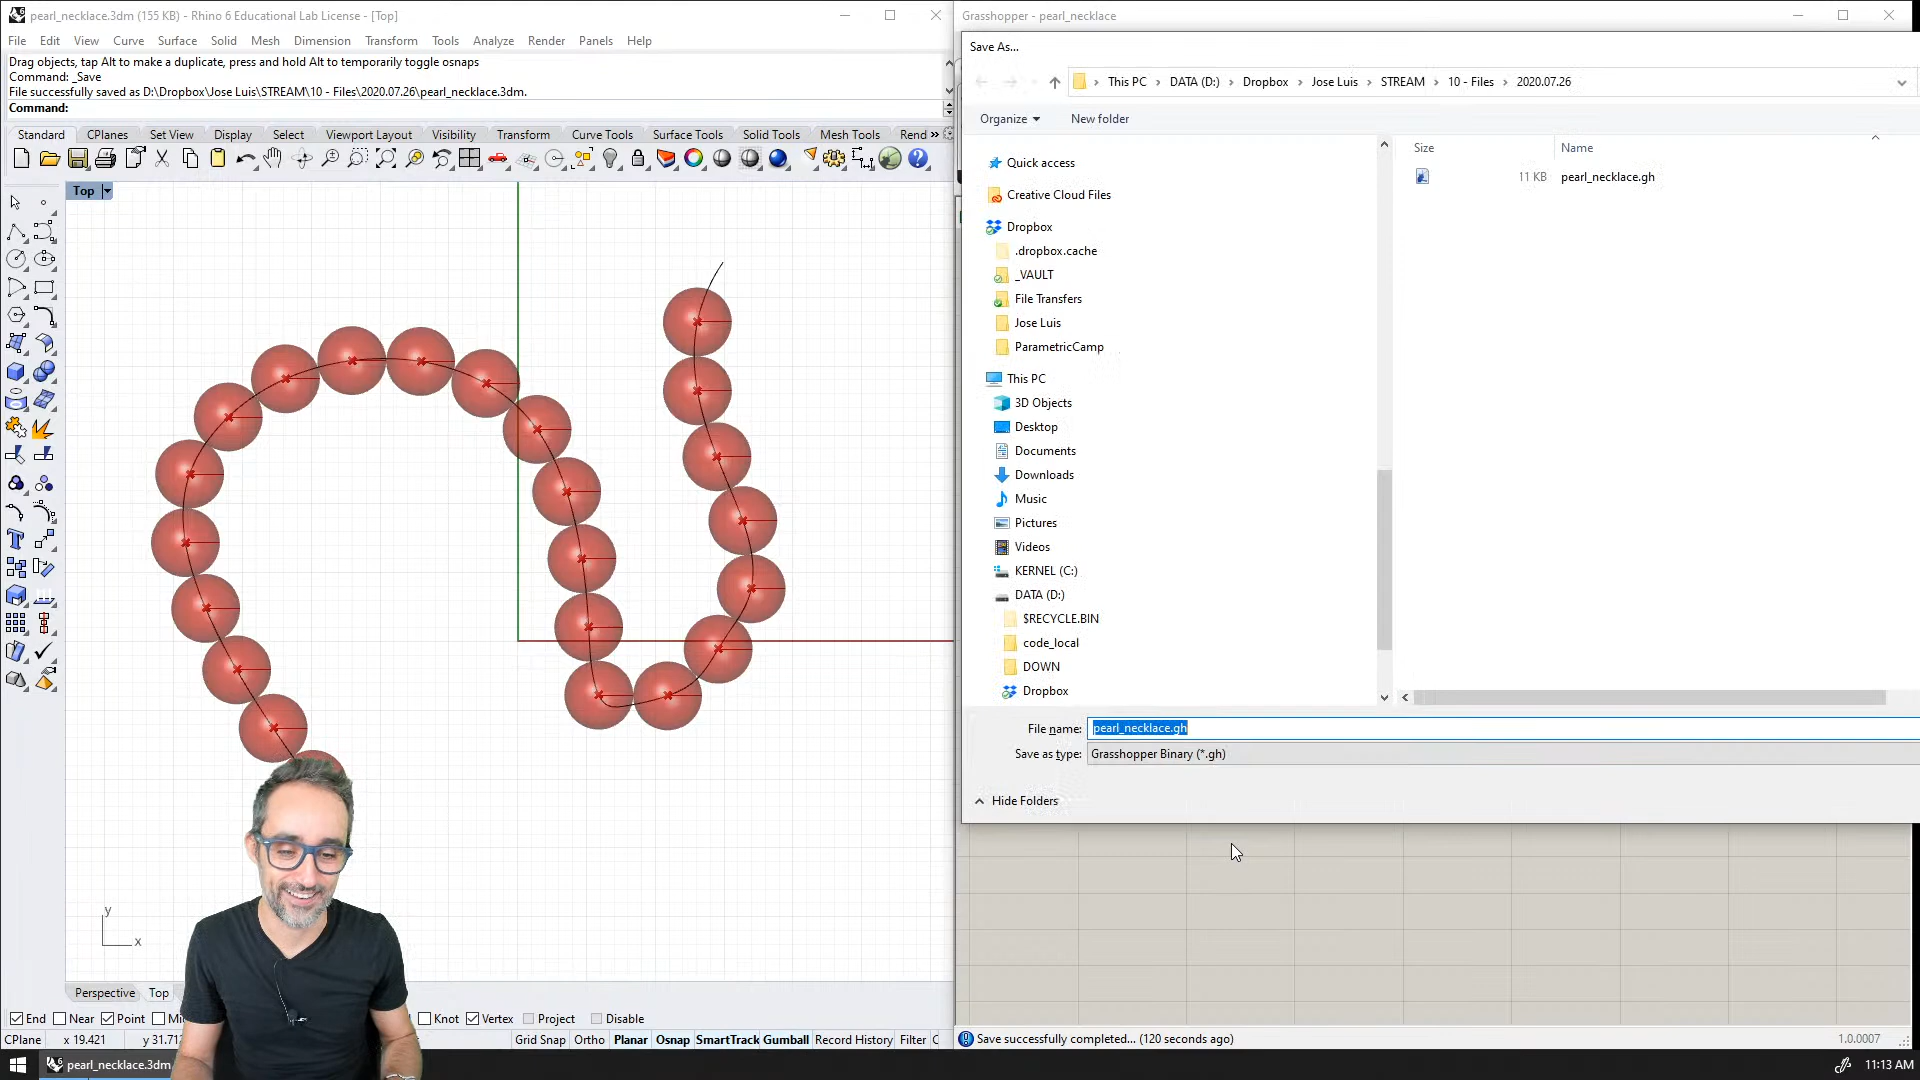 pearl_necklace.3dm (155 KB) - Rhino 6 Educational Lab License - [Top]
File Edit View Curve Surface Solid Mesh Dimension Transform Tools Analyze Render Panels Help
Drag objects, tap Alt to make a duplicate, press and hold Alt to temporarily toggle osnaps
Command: _Save
File successfully saved as D:\Dropbox\Jose Luis\STREAM\10 - Files\2020.07.26\pearl_necklace.3dm.
Command:
Standard CPlanes Set View Display Select Viewport Layout Visibility Transform Curve Tools Surface Tools Solid Tools Mesh Tools Rend »
Top
y
x
Perspective Top
End Near Point Mi Knot Vertex Project Disable
CPlane x 19.421 y 31.713 Grid Snap Ortho Planar Osnap SmartTrack Gumball Record History Filter C
pearl_necklace.3dm
Grasshopper - pearl_necklace
Save As...
This PC › DATA (D:) › Dropbox › Jose Luis › STREAM › 10 - Files › 2020.07.26
Organize New folder
Quick access
Creative Cloud Files
Dropbox
.dropbox.cache
_VAULT
File Transfers
Jose Luis
ParametricCamp
This PC
3D Objects
Desktop
Documents
Downloads
Music
Pictures
Videos
KERNEL (C:)
DATA (D:)
$RECYCLE.BIN
code_local
DOWN
Dropbox
Size Name
11 KB pearl_necklace.gh
File name: pearl_necklace.gh
Save as type: Grasshopper Binary (*.gh)
Hide Folders
Save successfully completed... (120 seconds ago)
1.0.0007
11:13 AM